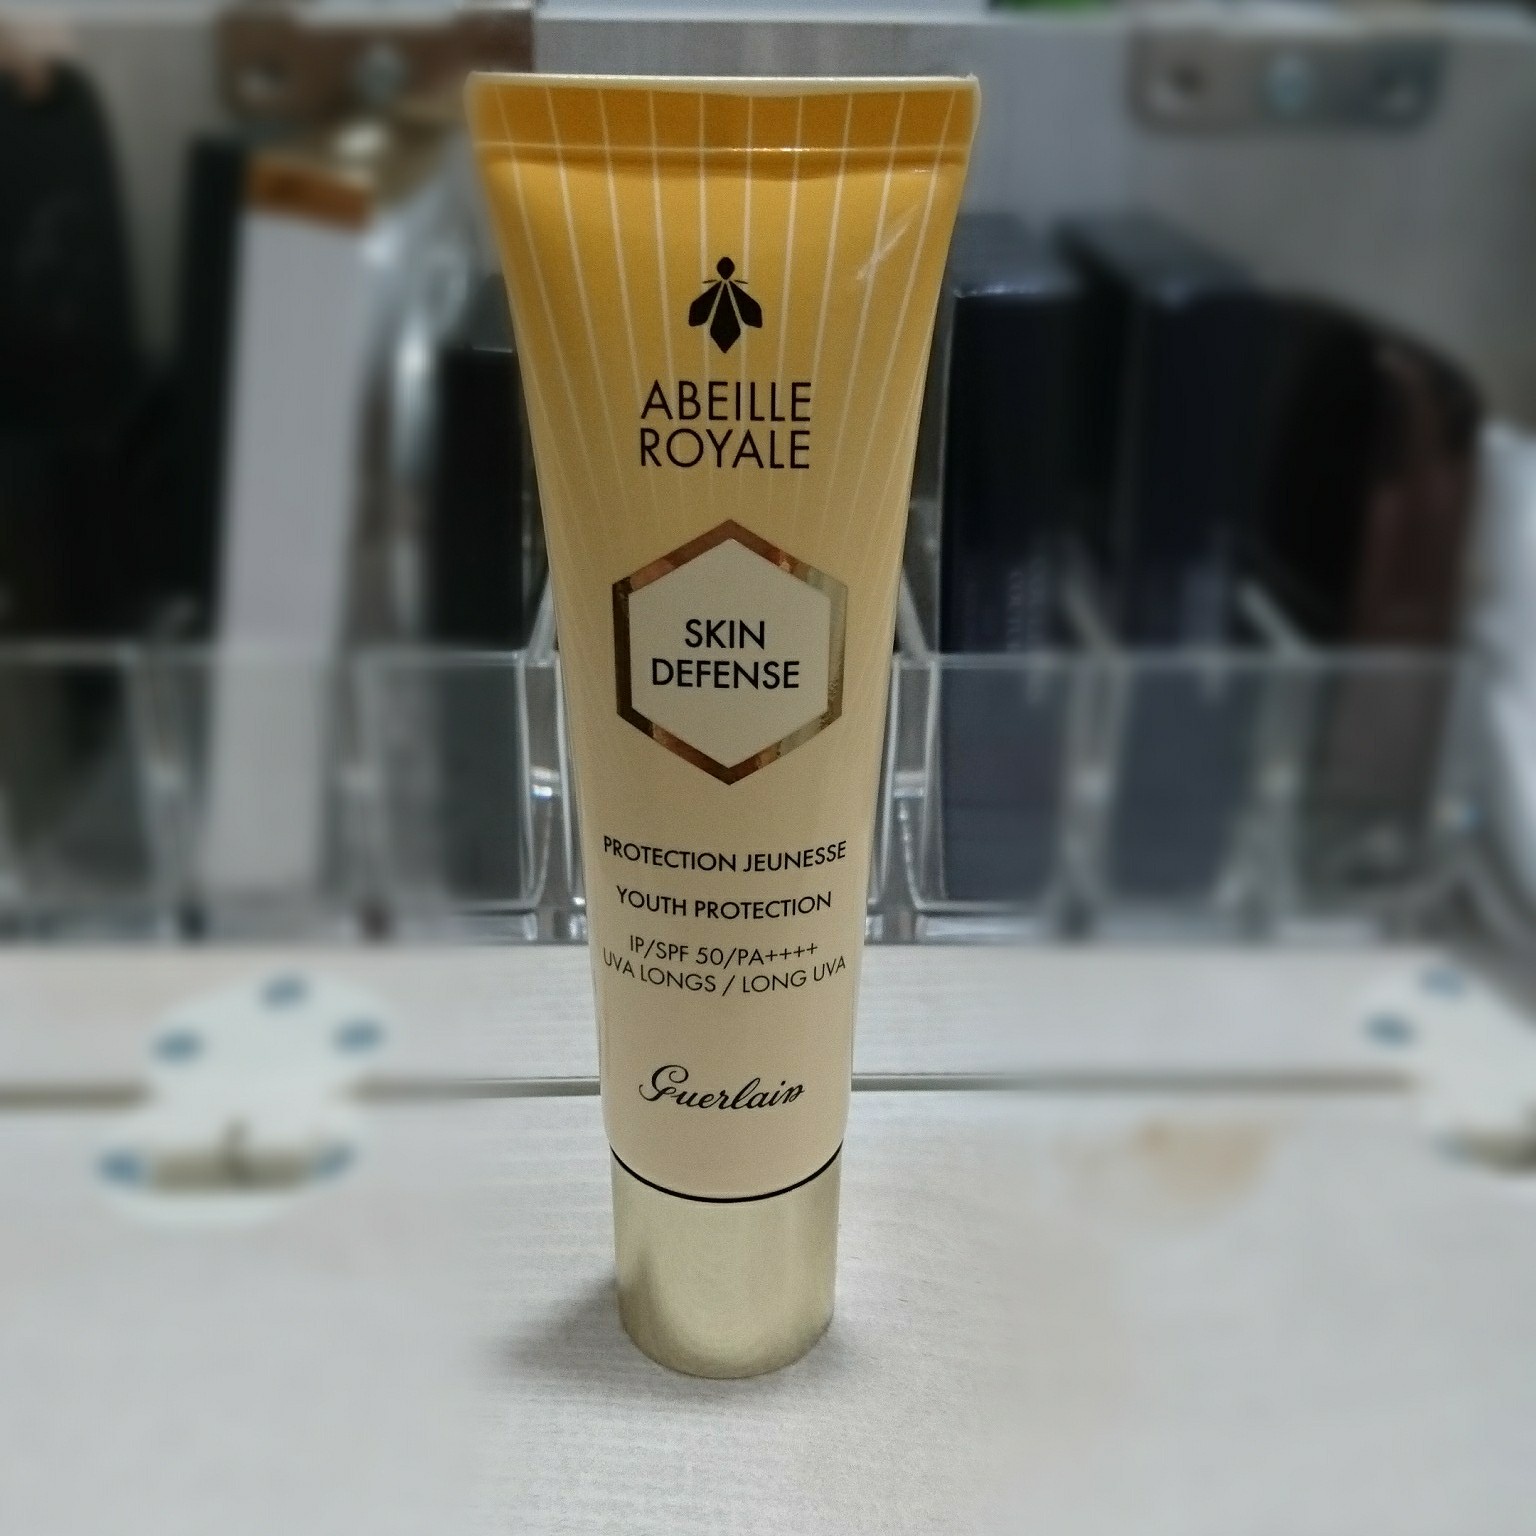 ABEILLE
ROYALE
SKIN
DEFENSE
PROTECTION JEUNESSE
YOUTH PROTECTION
IP/SPF 50/PA++++
UVA LONGS / LONG UVA
Guerlain